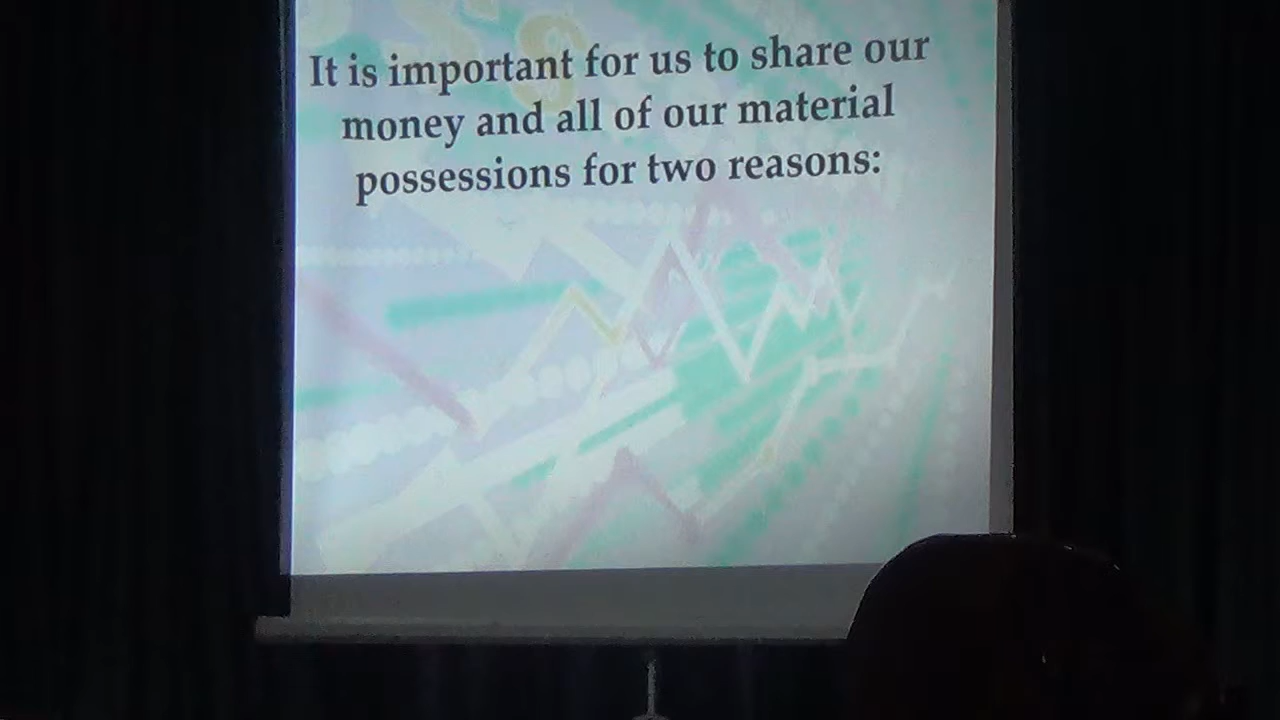 It is important for us to share our
money and all of our material
possessions for two reasons: